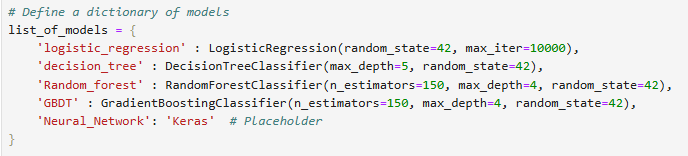 # Define a dictionary of models
list_of_models = {
    'logistic_regression' : LogisticRegression(random_state=42, max_iter=10000),
    'decision_tree' : DecisionTreeClassifier(max_depth=5, random_state=42),
    'Random_forest' : RandomForestClassifier(n_estimators=150, max_depth=4, random_state=42),
    'GBDT' : GradientBoostingClassifier(n_estimators=150, max_depth=4, random_state=42),
    'Neural_Network': 'Keras'  # Placeholder
}